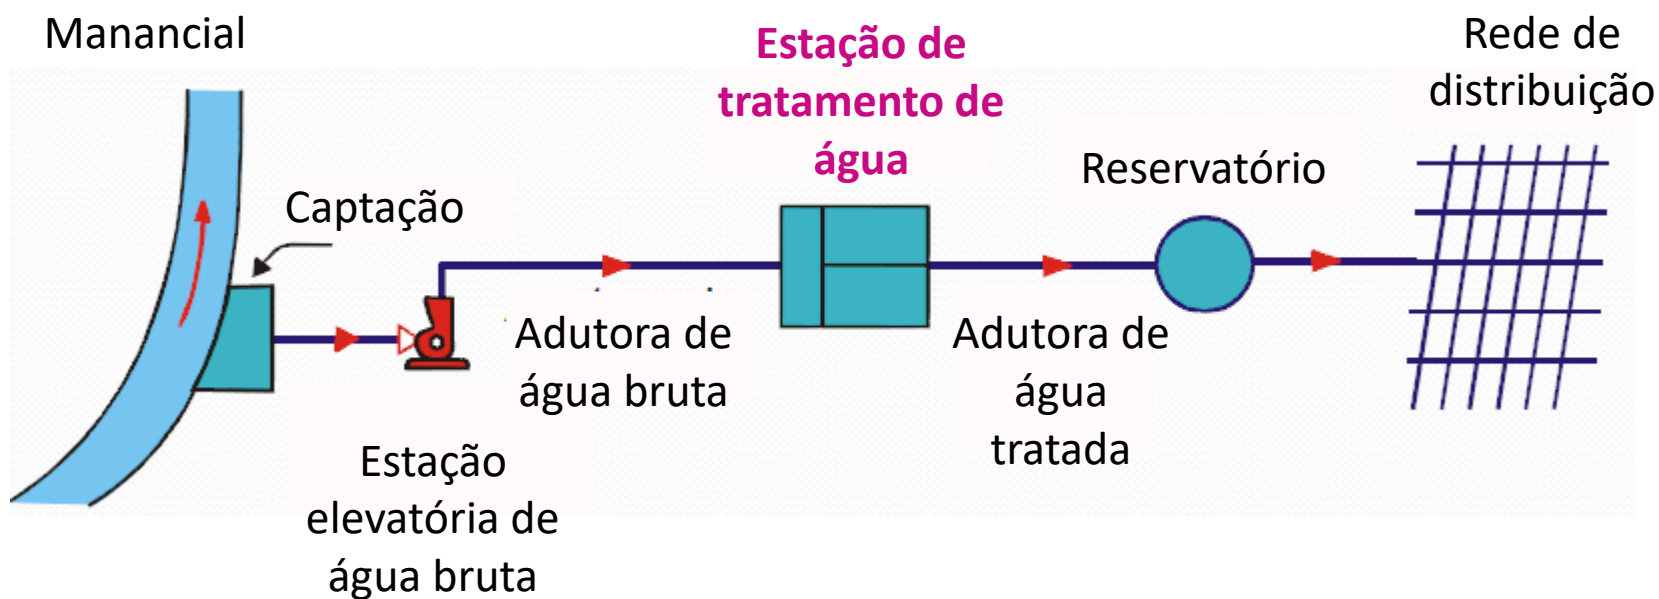 Manancial
Estação de
tratamento de
água
Rede de
distribuição
Captação
Reservatório
Adutora de
água bruta
Adutora de
água
tratada
Estação
elevatória de
água bruta